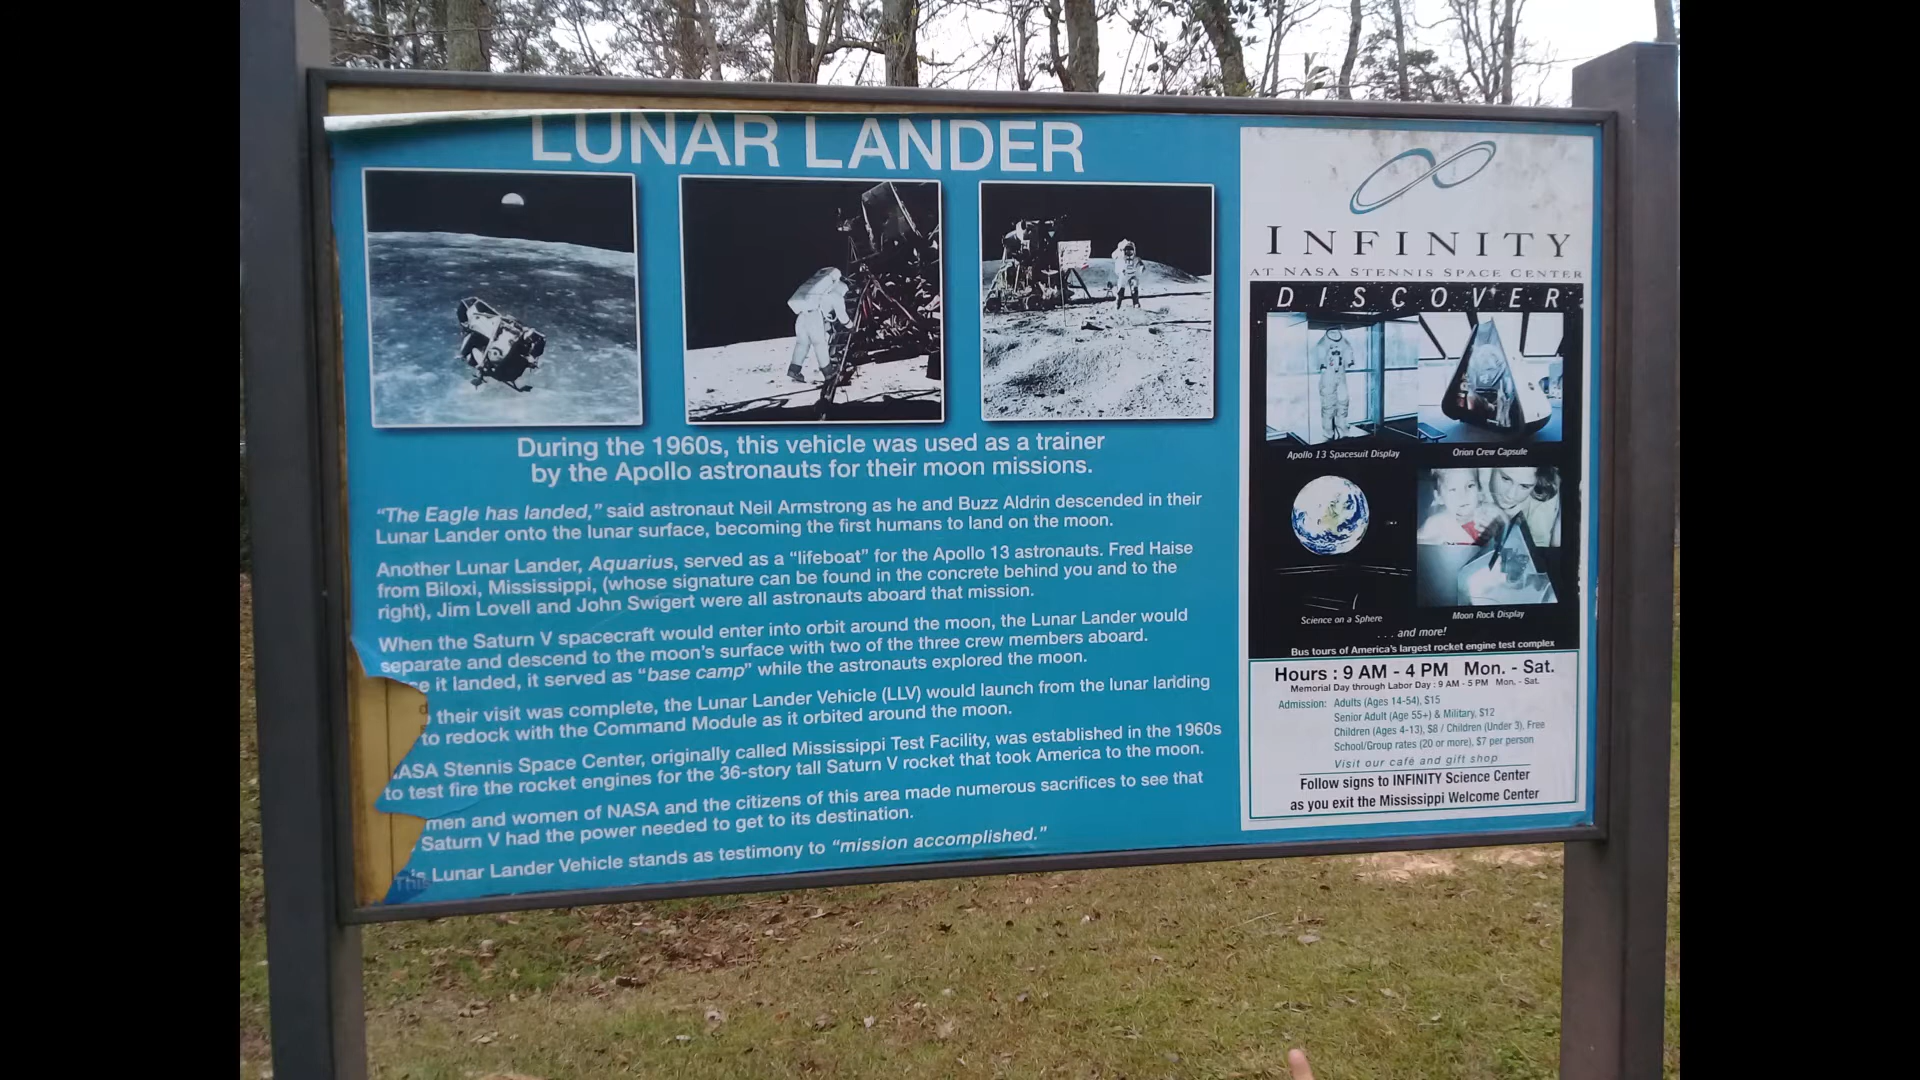 LUNAR LANDER
During the 1960s, this vehicle was used as a trainer
by the Apollo astronauts for their moon missions.
"The Eagle has landed," said astronaut Neil Armstrong as he and Buzz Aldrin descended in their
Lunar Lander onto the lunar surface, becoming the first humans to land on the moon.
Another Lunar Lander, Aquarius, served as a "lifeboat" for the Apollo 13 astronauts. Fred Haise
from Biloxi, Mississippi, (whose signature can be found in the concrete behind you and to the
right), Jim Lovell and John Swigert were all astronauts aboard that mission.
When the Saturn V spacecraft would enter into orbit around the moon, the Lunar Lander would
separate and descend to the moon's surface with two of the three crew members aboard.
it landed, it served as "base camp" while the astronauts explored the moon.
their visit was complete, the Lunar Lander Vehicle (LLV) would launch from the lunar landing
to redock with the Command Module as it orbited around the moon.
NASA Stennis Space Center, originally called Mississippi Test Facility, was established in the 1960s
to test fire the rocket engines for the 36-story tall Saturn V rocket that took America to the moon.
men and women of NASA and the citizens of this area made numerous sacrifices to see that
Saturn V had the power needed to get to its destination.
This Lunar Lander Vehicle stands as testimony to "mission accomplished."
INFINITY
AT NASA STENNIS SPACE CENTER
DISCOVER
Apollo 13 Spacesuit Display
Orion Crew Capsule
Science on a Sphere
Moon Rock Display
. . . and more!
Bus tours of America's largest rocket engine test complex
Hours : 9 AM - 4 PM Mon. - Sat.
Memorial Day through Labor Day : 9 AM - 5 PM Mon. - Sat.
Admission: Adults (Ages 14-54), $15
Senior Adult (Age 55+) & Military, $12
Children (Ages 4-13), $8 / Children (Under 3), Free
School/Group rates (20 or more), $7 per person
Visit our café and gift shop
Follow signs to INFINITY Science Center
as you exit the Mississippi Welcome Center